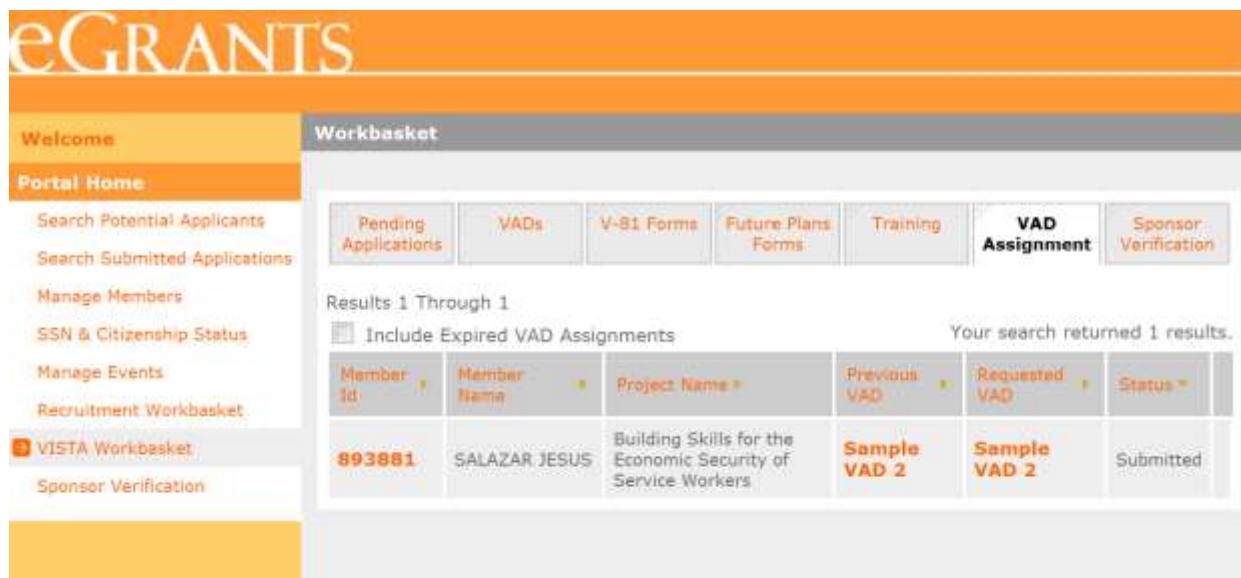 eGRANTS
Welcome
Portal Home
Search Potential Applicants
Search Submitted Applications
Manage Members
SSN & Citizenship Status
Manage Events
Recruitment Workbasket
VISTA Workbasket
Sponsor Verification
Workbasket
Pending
Applications
VADs
V-81 Forms
Future Plans
Forms
Training
VAD
Assignment
Sponsor
Verification
Results 1 Through 1
Include Expired VAD Assignments
Your search returned 1 results.
Member
Id
Member
Name
Project Name
Previous
VAD
Requested
VAD
Status
893881
SALAZAR JESUS
Building Skills for the
Economic Security of
Service Workers
Sample
VAD 2
Sample
VAD 2
Submitted